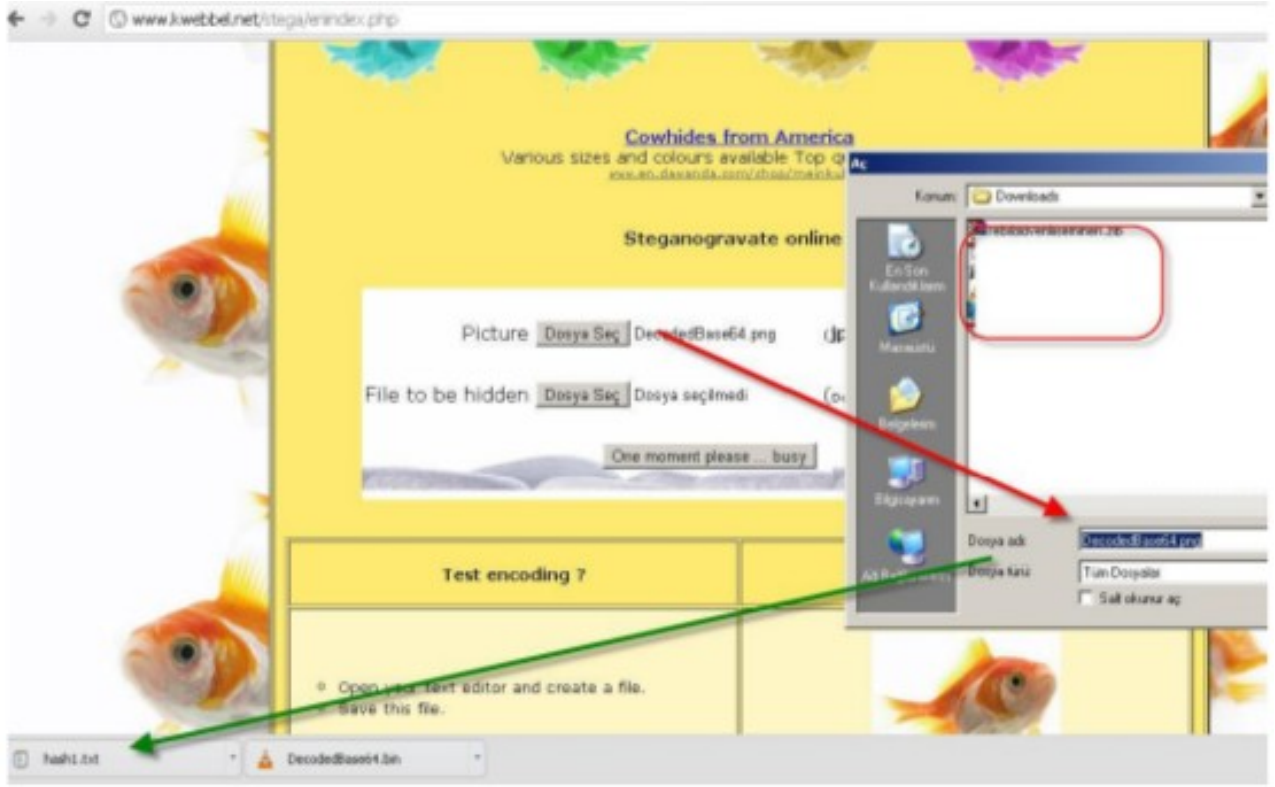 www.kwebbel.net/stega/enindex.php
Cowhides from America
Various sizes and colours available Top q
Steganogravate online
Picture Dosya Seç DecodedBase64.png (jp
File to be hidden Dosya Seç Dosya seçilmedi
One moment please ... busy
Test encoding ?
Open your text editor and create a file.
Save this file.
Aç
Konum: Downloads
En Son Kullandıklarım
Masaüstü
Belgelerim
Bilgisayarım
Dosya adı: DecodedBase64.png
Dosya türü: Tüm Dosyalar
Salt okunur aç
hash1.txt
DecodedBase64.bin